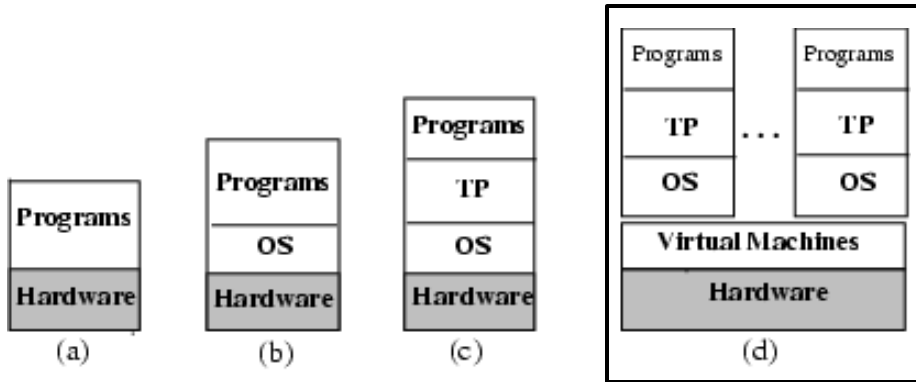 Programs
Hardware
(a)
Programs
OS
Hardware
(b)
Programs
TP
OS
Hardware
(c)
Programs
TP
OS
...
Programs
TP
OS
Virtual Machines
Hardware
(d)